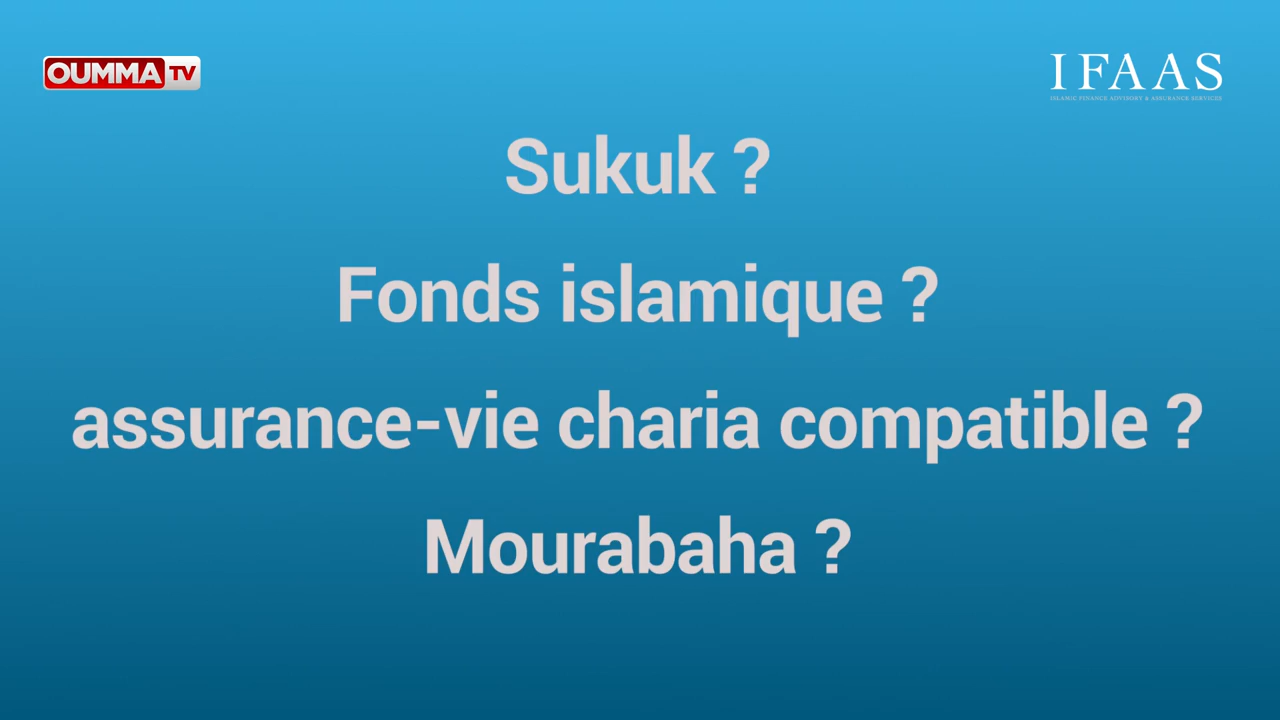 OUMMA TV
IFAAS
ISLAMIC FINANCE ADVISORY & ASSURANCE SERVICES
Sukuk ?
Fonds islamique ?
assurance-vie charia compatible ?
Mourabaha ?